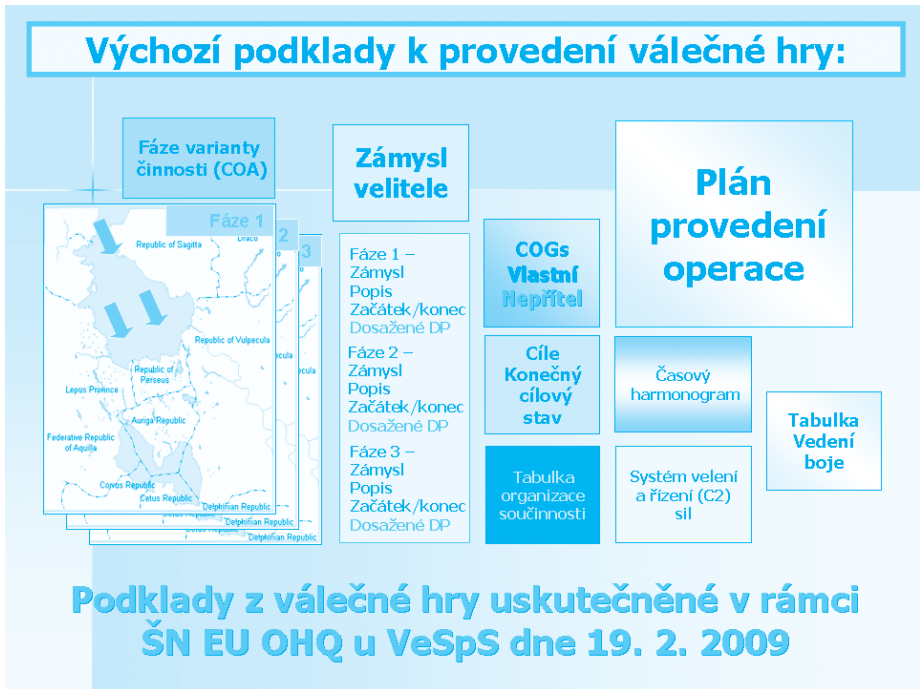 Výchozí podklady k provedení válečné hry:
Fáze varianty
činnosti (COA)
Fáze 1
2
3
Republic of Sagitta
Draco
Republic of Vulpecula
Republic of
Perseus
Lepus Province
Auriga Republic
Federative Republic
of Aquilla
Corvus Republic
Cetus Republic
Delphinian Republic
Delphinian Republic
Delphinian Republic
Zámysl
velitele
Fáze 1 –
Zámysl
Popis
Začátek/konec
Dosažené DP
Fáze 2 –
Zámysl
Popis
Začátek/konec
Dosažené DP
Fáze 3 –
Zámysl
Popis
Začátek/konec
Dosažené DP
COGs
Vlastní
Nepřítel
Cíle
Konečný
cílový
stav
Tabulka
organizace
součinnosti
Plán
provedení
operace
Časový
harmonogram
Systém velení
a řízení (C2)
sil
Tabulka
Vedení
boje
Podklady z válečné hry uskutečněné v rámci
ŠN EU OHQ u VeSpS dne 19. 2. 2009